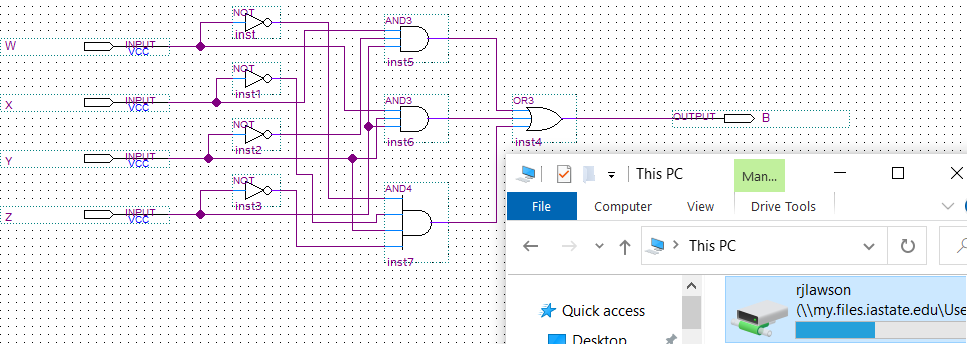 NOT
AND3
inst
W
INPUT
VCC
inst5
NOT
AND3
OR3
X
INPUT
VCC
inst1
OUTPUT
B
NOT
inst6
inst4
Y
INPUT
VCC
inst2
NOT
AND4
Z
INPUT
VCC
inst3
inst7
This PC
Man...
File
Computer
View
Drive Tools
This PC
rjlawson
(\\my.files.iastate.edu\Use
Quick access
Desktop